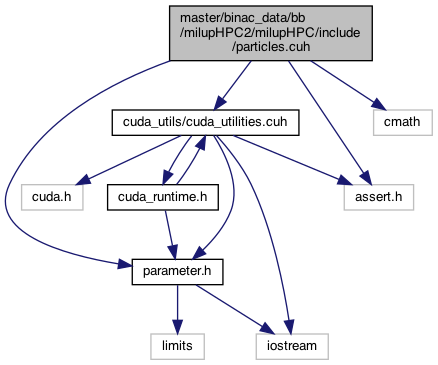 master/binac_data/bb
/milupHPC2/milupHPC/include
/particles.cuh
cuda_utils/cuda_utilities.cuh
cmath
cuda.h
cuda_runtime.h
assert.h
parameter.h
limits
iostream